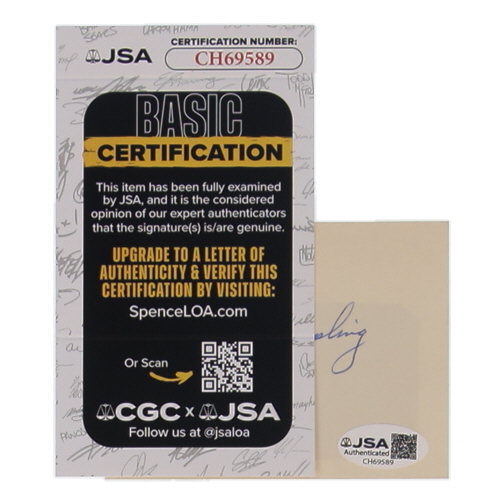 JSA
CERTIFICATION NUMBER:
CH69589
BASIC
CERTIFICATION
This item has been fully examined
by JSA, and it is the considered
opinion of our expert authenticators
that the signature(s) is/are genuine.
UPGRADE TO A LETTER OF
AUTHENTICITY & VERIFY THIS
CERTIFICATION BY VISITING:
SpenceLOA.com
Or Scan
CGC x JSA
Follow us at @jsaloa
JSA
Authenticated
CH69589